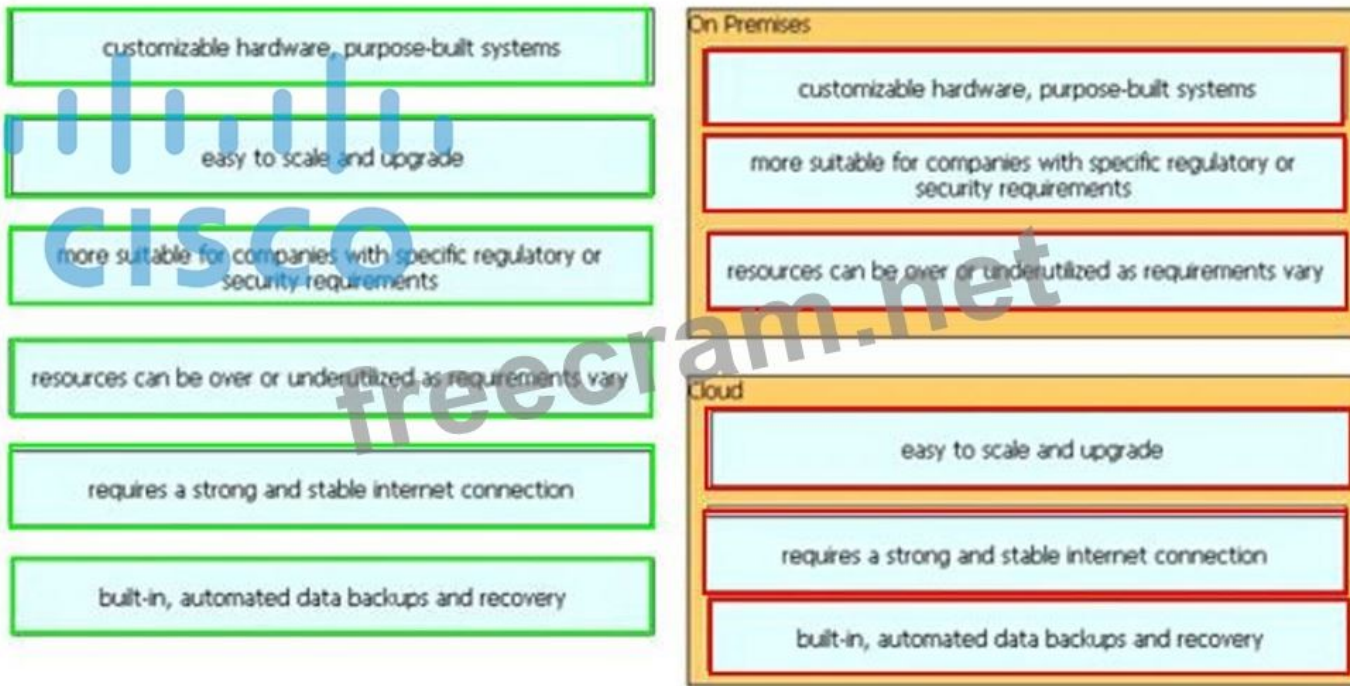 customizable hardware, purpose-built systems
easy to scale and upgrade
CISCO
more suitable for companies with specific regulatory or
security requirements
resources can be over or underutilized as requirements vary
requires a strong and stable internet connection
built-in, automated data backups and recovery
On Premises
customizable hardware, purpose-built systems
more suitable for companies with specific regulatory or
security requirements
resources can be over or underutilized as requirements vary
Cloud
easy to scale and upgrade
requires a strong and stable internet connection
built-in, automated data backups and recovery
freecram.net